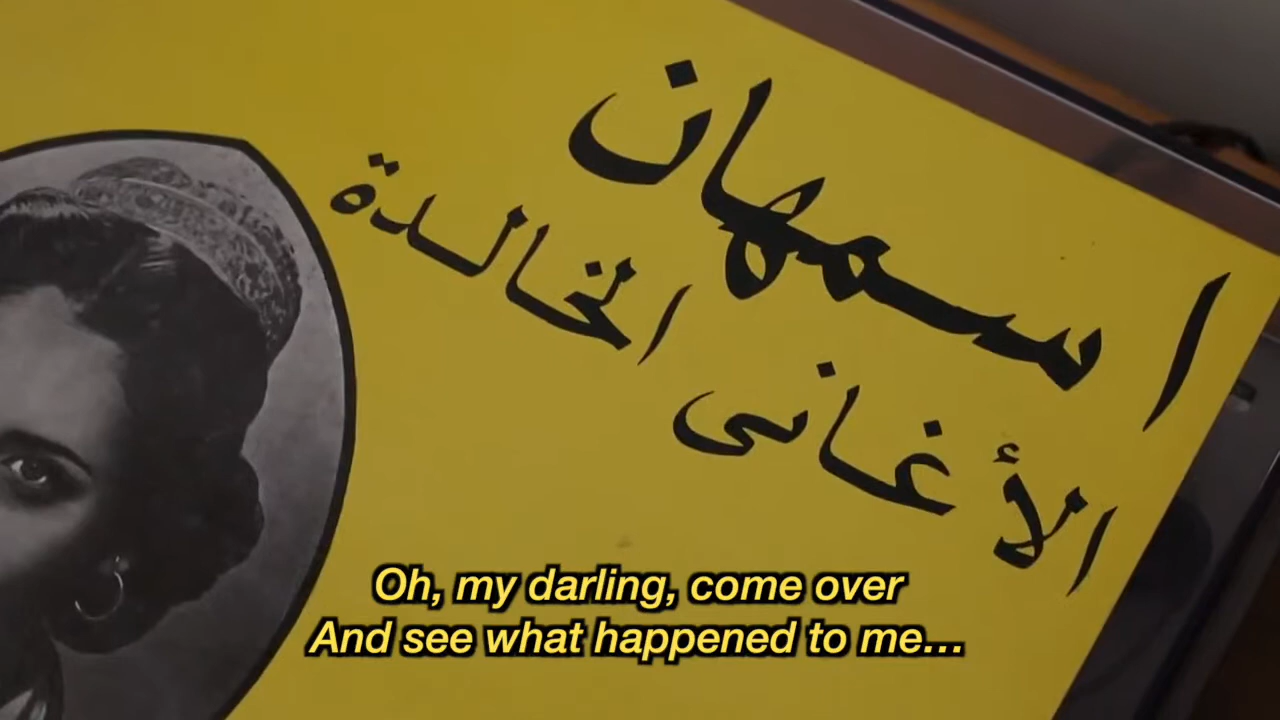 اسمهان
الأغانى الخالدة
Oh, my darling, come over
And see what happened to me...